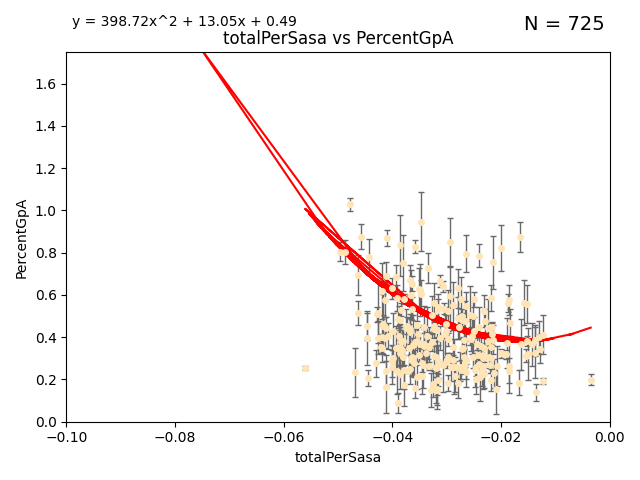 y = 398.72x^2 + 13.05x + 0.49
N = 725
totalPerSasa vs PercentGpA
1.6
1.4
1.2
1.0
0.8
0.6
0.4
0.2
0.0
PercentGpA
−0.10 −0.08 −0.06 −0.04 −0.02 0.00
totalPerSasa